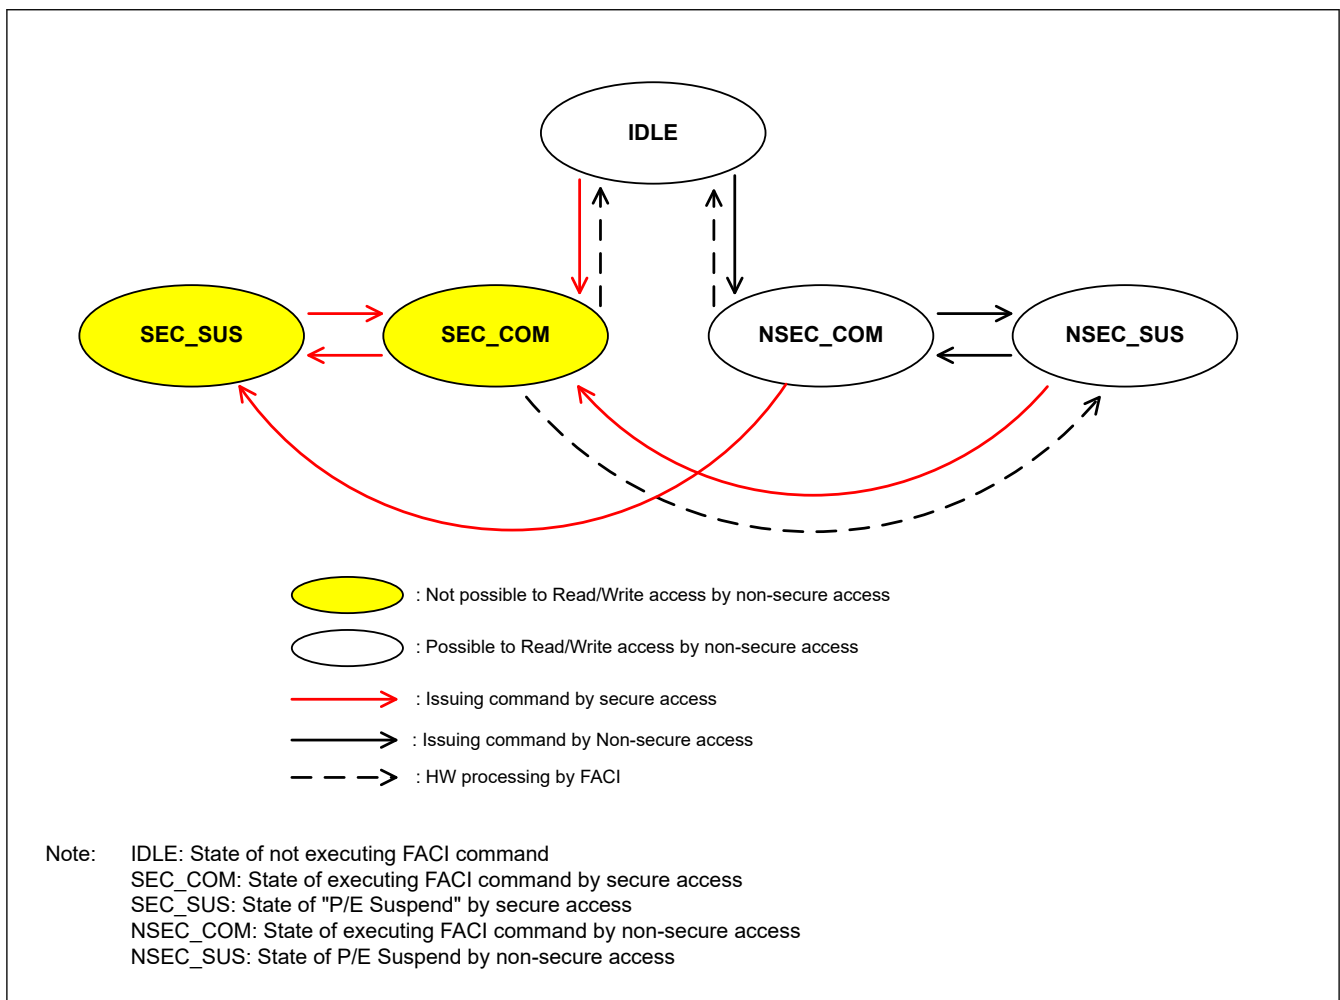 IDLE
SEC_SUS
SEC_COM
NSEC_COM
NSEC_SUS
: Not possible to Read/Write access by non-secure access
: Possible to Read/Write access by non-secure access
: Issuing command by secure access
: Issuing command by Non-secure access
: HW processing by FACI
Note: IDLE: State of not executing FACI command
SEC_COM: State of executing FACI command by secure access
SEC_SUS: State of "P/E Suspend" by secure access
NSEC_COM: State of executing FACI command by non-secure access
NSEC_SUS: State of P/E Suspend by non-secure access